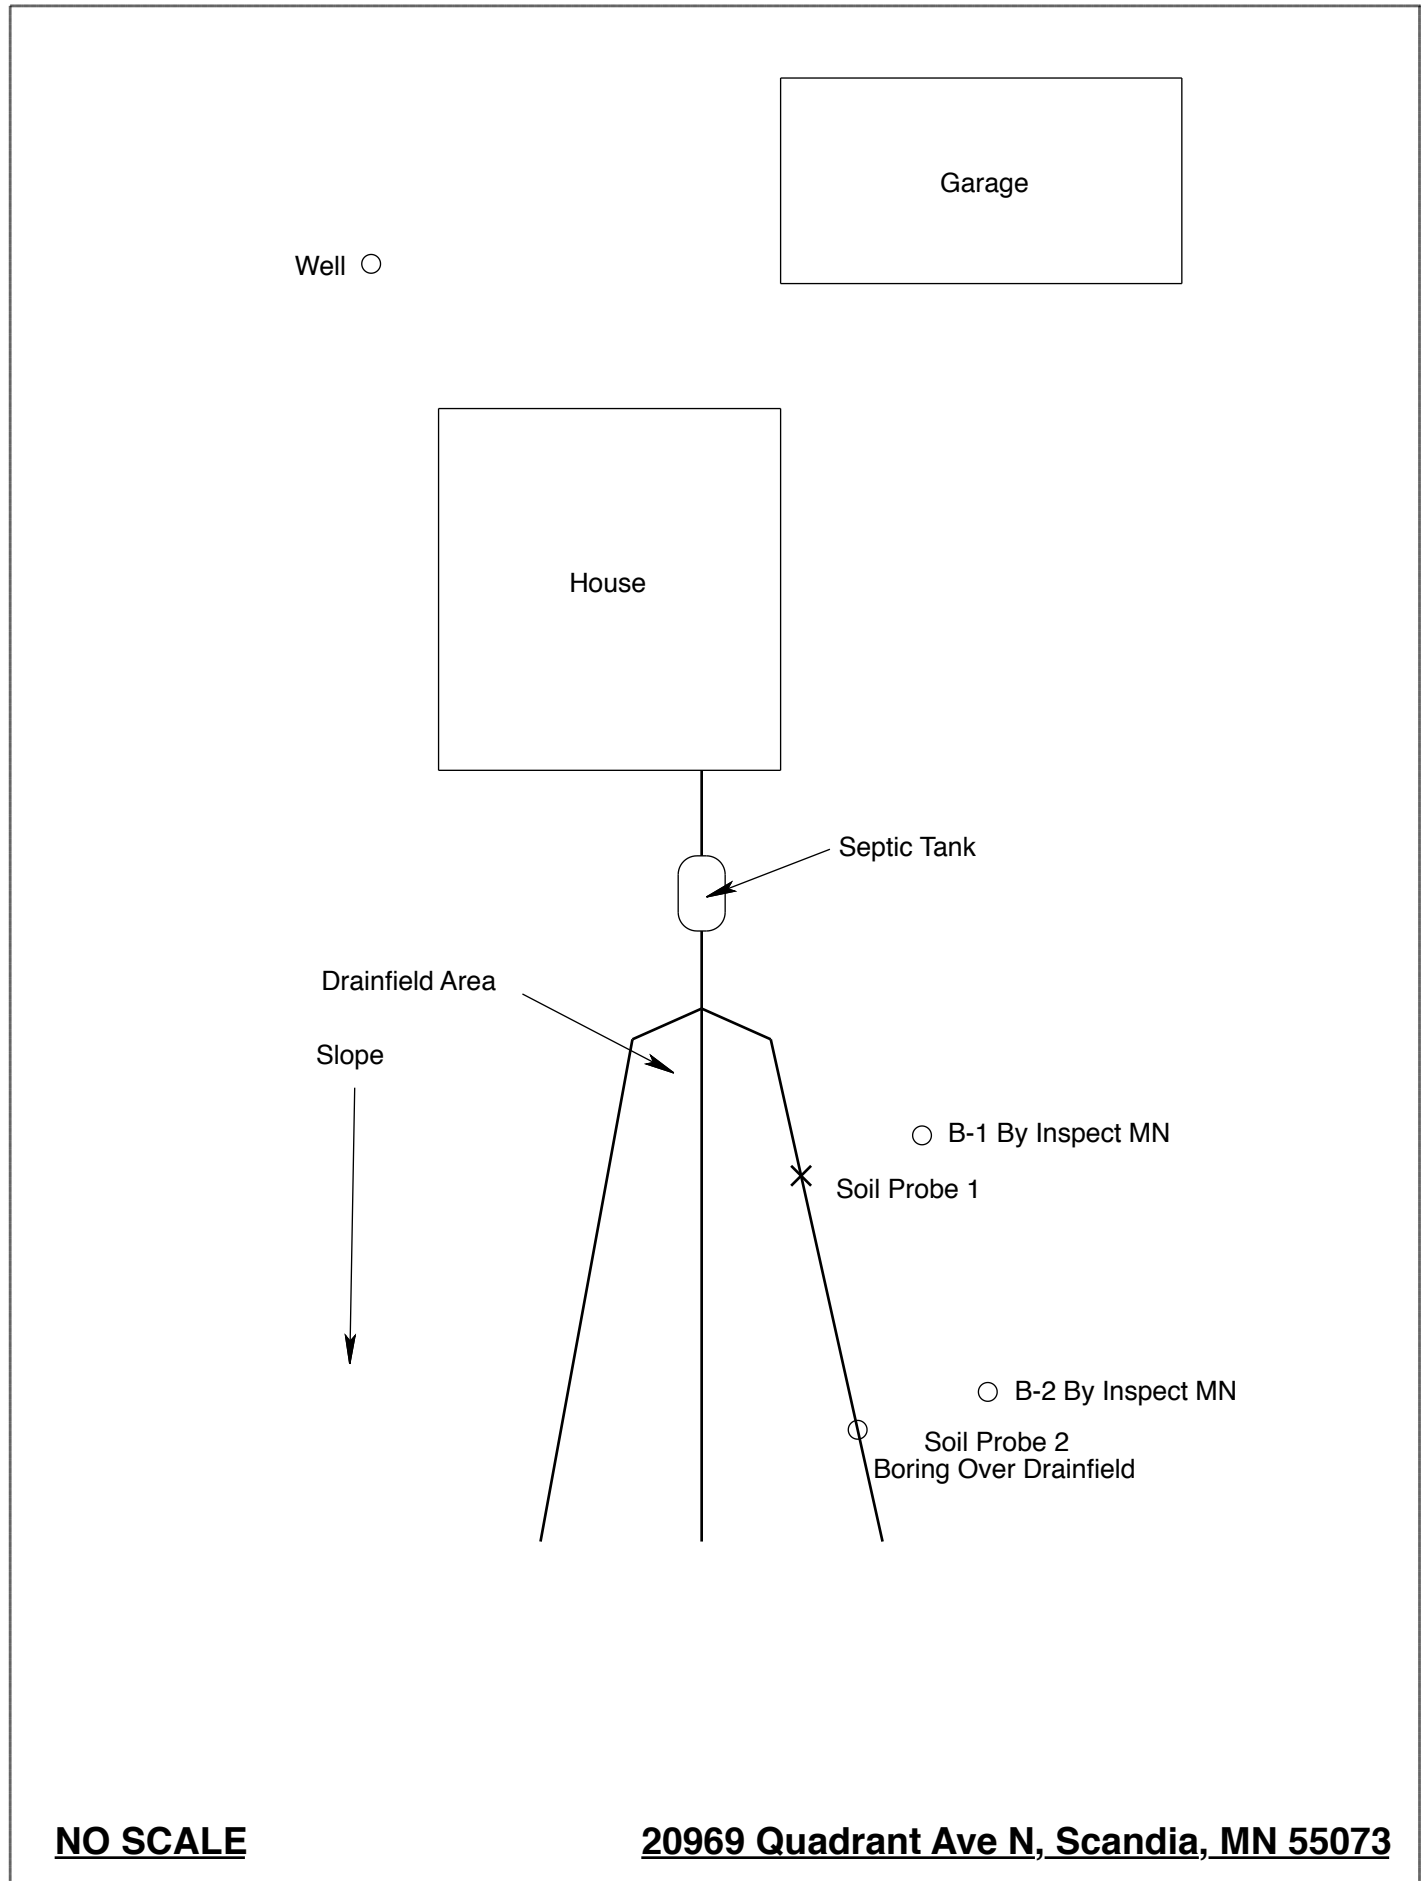 Garage
Well
House
Septic Tank
Drainfield Area
Slope
B-1 By Inspect MN
Soil Probe 1
B-2 By Inspect MN
Soil Probe 2
Boring Over Drainfield
NO SCALE
20969 Quadrant Ave N, Scandia, MN 55073